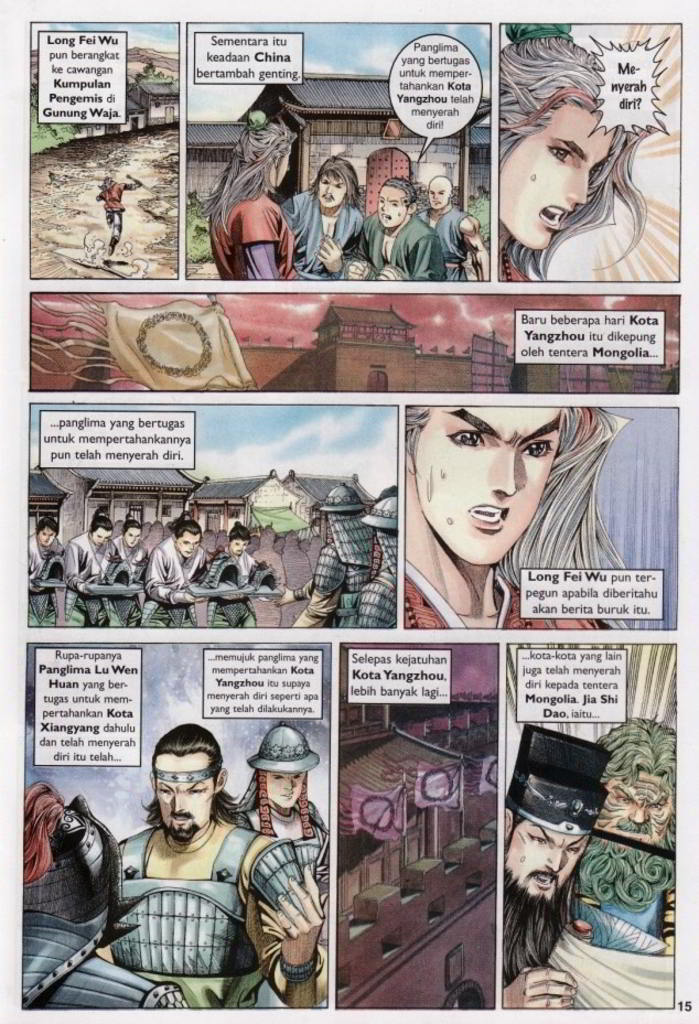 Long Fei Wu
pun berangkat
ke cawangan
Kumpulan
Pengemis di
Gunung Waja.
Sementara itu
keadaan China
bertambah genting.
Panglima
yang bertugas
untuk memper-
tahankan Kota
Yangzhou telah
menyerah
diri!
Me-
nyerah
diri?
Baru beberapa hari Kota
Yangzhou itu dikepung
oleh tentera Mongolia...
...panglima yang bertugas
untuk mempertahankannya
pun telah menyerah diri.
Long Fei Wu pun ter-
pegun apabila diberitahu
akan berita buruk itu.
Rupa-rupanya
Panglima Lu Wen
Huan yang ber-
tugas untuk mem-
pertahankan Kota
Xiangyang dahulu
dan telah menyerah
diri itu telah...
...memujuk panglima yang
mempertahankan Kota
Yangzhou itu supaya
menyerah diri seperti apa
yang telah dilakukannya.
Selepas kejatuhan
Kota Yangzhou,
lebih banyak lagi...
...kota-kota yang lain
juga telah menyerah
diri kepada tentera
Mongolia. Jia Shi
Dao, iaitu...
15